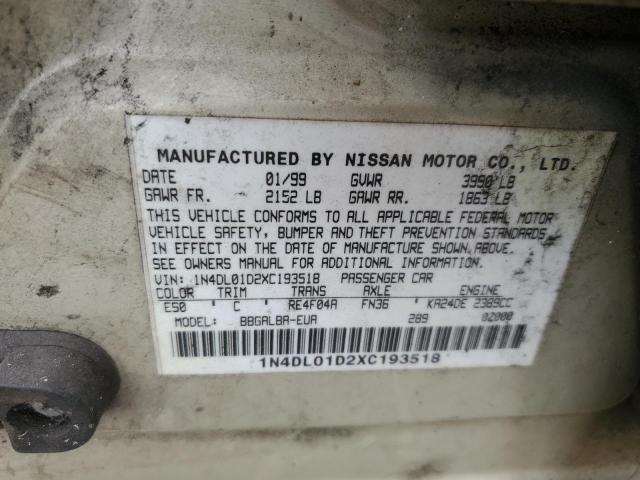 MANUFACTURED BY NISSAN MOTOR CO., LTD.
DATE 01/99 GVWR 3990 LB
GAWR FR. 2152 LB GAWR RR. 1863 LB
THIS VEHICLE CONFORMS TO ALL APPLICABLE FEDERAL MOTOR
VEHICLE SAFETY, BUMPER AND THEFT PREVENTION STANDARDS
IN EFFECT ON THE DATE OF MANUFACTURE SHOWN ABOVE.
SEE OWNERS MANUAL FOR ADDITIONAL INFORMATION.
VIN: 1N4DL01D2XC193518 PASSENGER CAR
COLOR TRIM TRANS AXLE ENGINE
E50 C RE4F04A FN36 KA24DE 2389CC
MODEL: BBGALBA-EUA 289 02000
1N4DL01D2XC193518